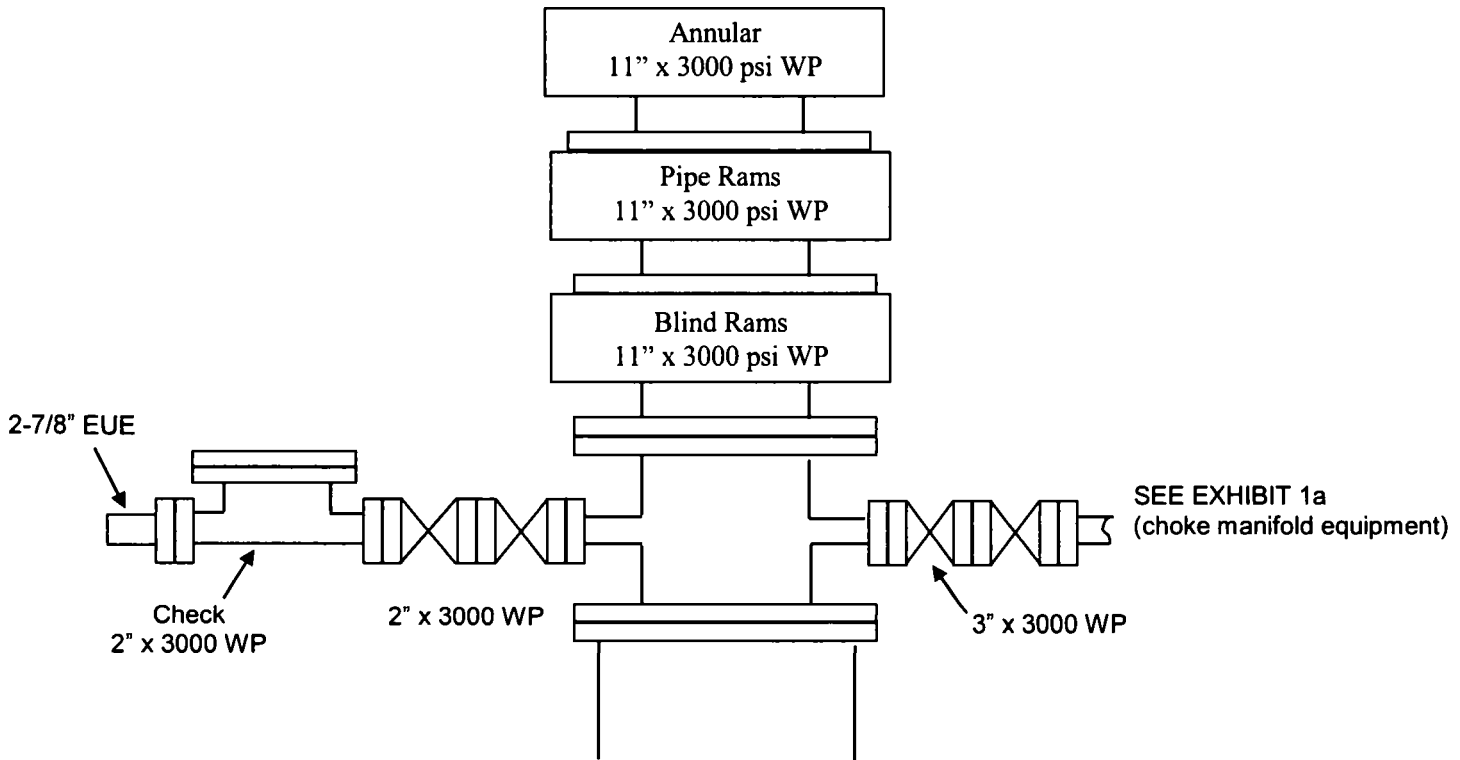 Annular
11” x 3000 psi WP
Pipe Rams
11” x 3000 psi WP
Blind Rams
11” x 3000 psi WP
2-7/8” EUE
SEE EXHIBIT 1a
(choke manifold equipment)
Check
2” x 3000 WP
2” x 3000 WP
3” x 3000 WP